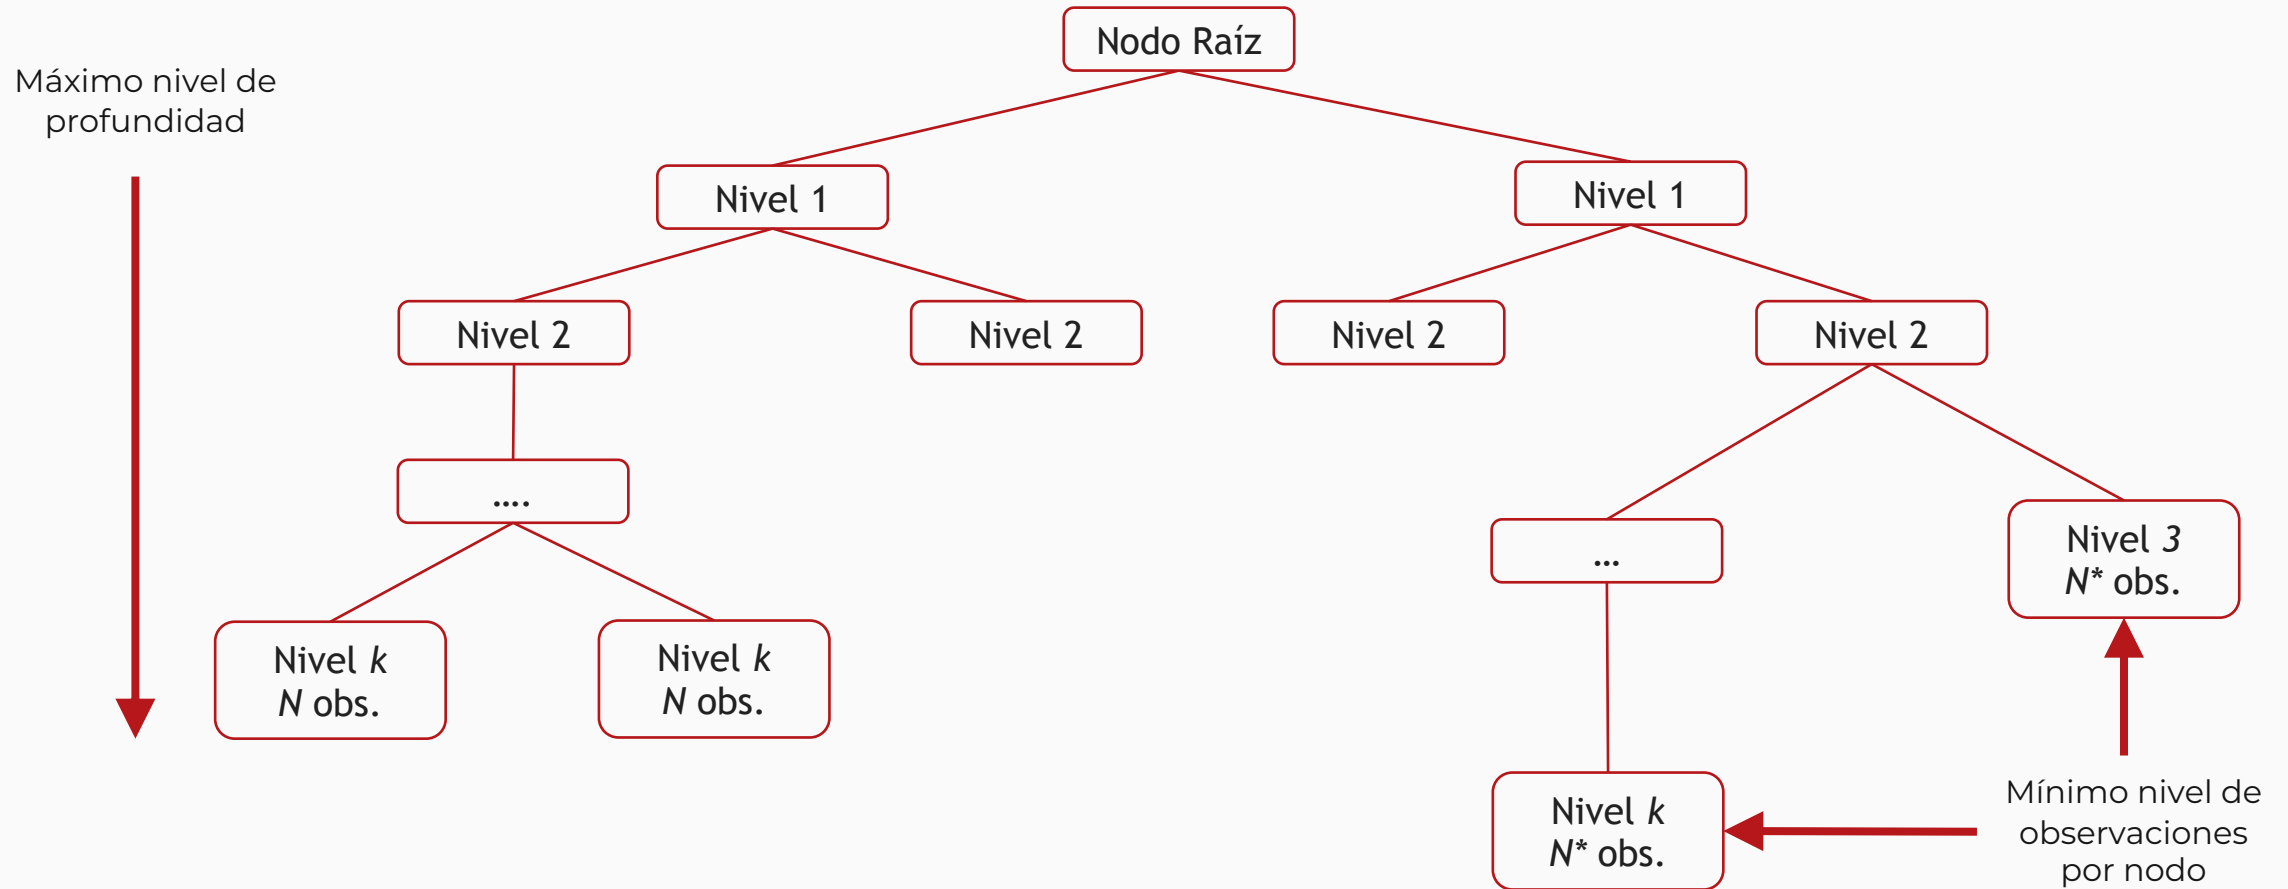 Nodo Raíz
Máximo nivel de
profundidad
Nivel 1
Nivel 1
Nivel 2
Nivel 2
Nivel 2
Nivel 2
....
...
Nivel 3
N* obs.
Nivel k
N obs.
Nivel k
N obs.
Nivel k
N* obs.
Mínimo nivel de
observaciones
por nodo